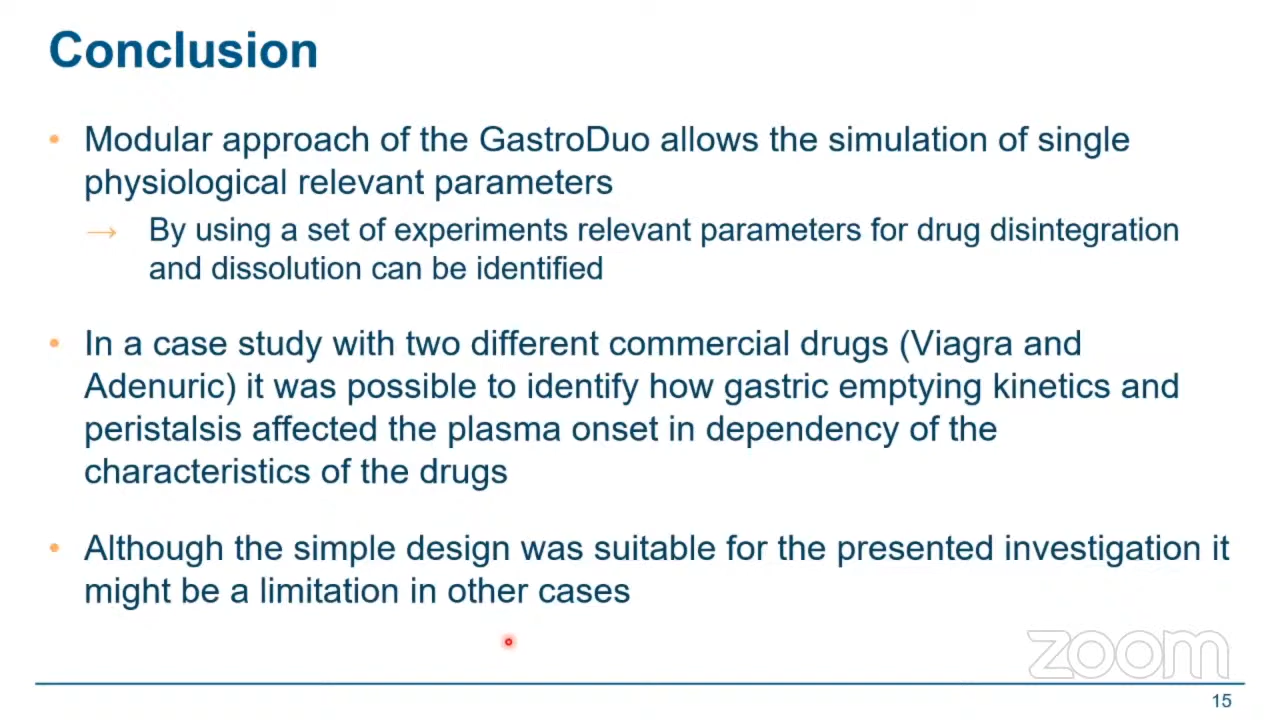 Conclusion
• Modular approach of the GastroDuo allows the simulation of single
physiological relevant parameters
→ By using a set of experiments relevant parameters for drug disintegration
and dissolution can be identified
• In a case study with two different commercial drugs (Viagra and
Adenuric) it was possible to identify how gastric emptying kinetics and
peristalsis affected the plasma onset in dependency of the
characteristics of the drugs
• Although the simple design was suitable for the presented investigation it
might be a limitation in other cases
zoom
15